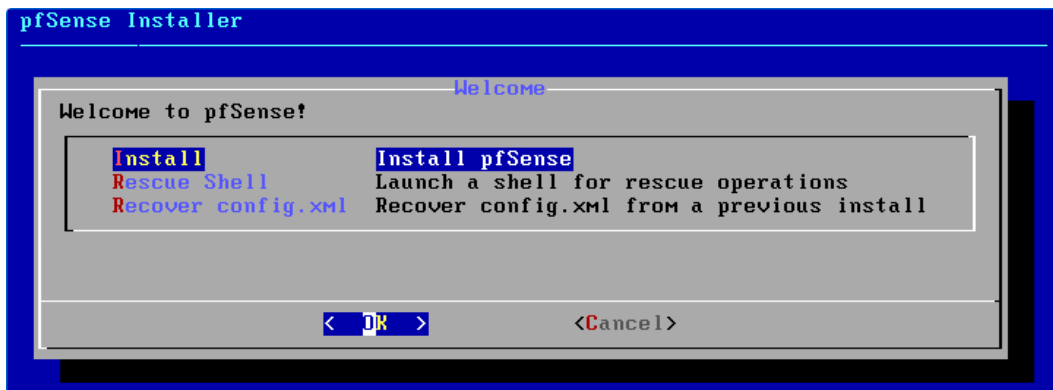 pfSense Installer
Welcome
Welcome to pfSense!
Install Install pfSense
Rescue Shell Launch a shell for rescue operations
Recover config.xml Recover config.xml from a previous install
< OK > <Cancel>